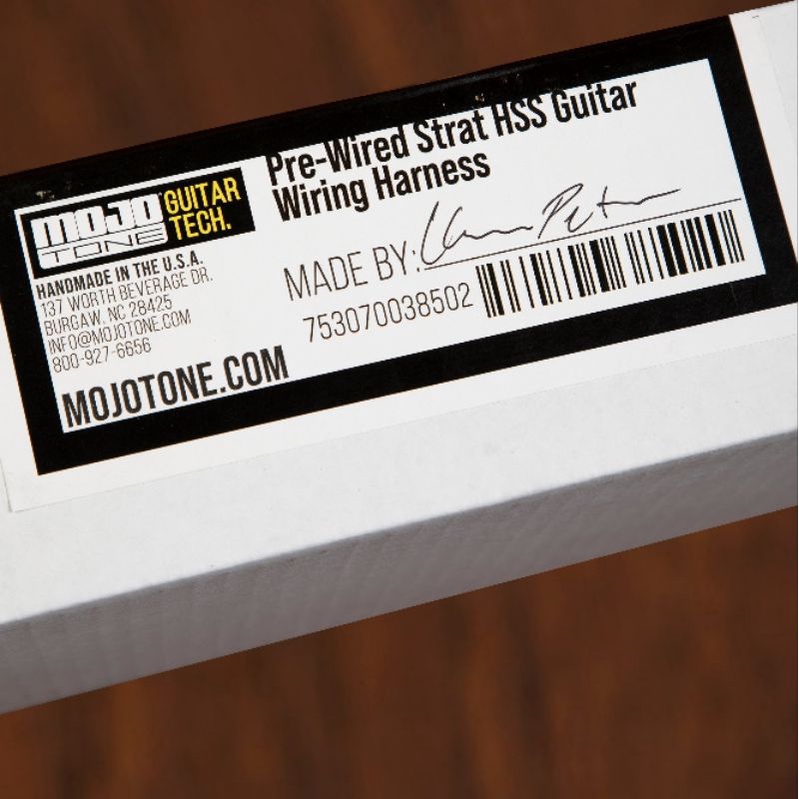 MOJO
TONE
GUITAR
TECH.
HANDMADE IN THE U.S.A.
137 WORTH BEVERAGE DR.
BURGAW, NC 28425
INFO@MOJOTONE.COM
800-927-6656
MOJOTONE.COM
Pre-Wired Strat HSS Guitar
Wiring Harness
MADE BY:
753070038502